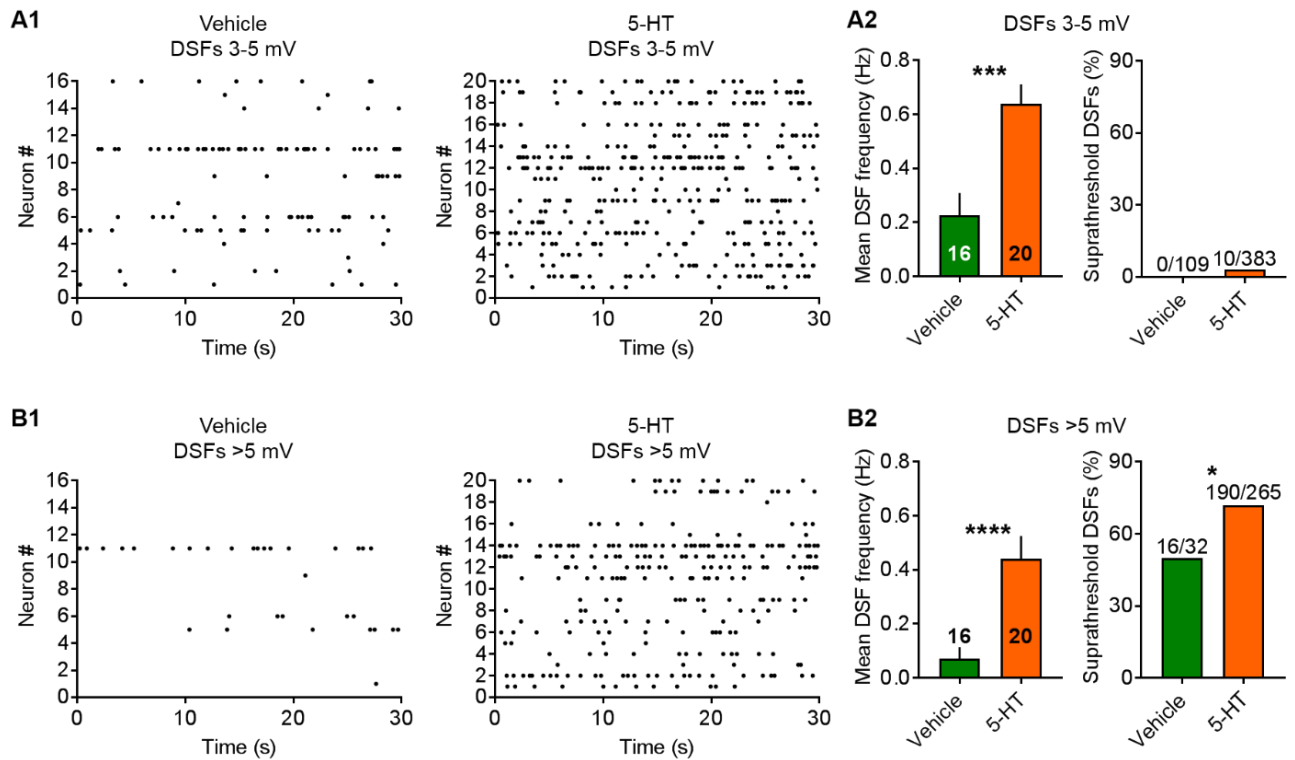 A1
Vehicle
DSFs 3-5 mV
16
14
12
10
8
6
4
2
0
Neuron #
0 10 20 30
Time (s)
5-HT
DSFs 3-5 mV
20
18
16
14
12
10
8
6
4
2
0
Neuron #
0 10 20 30
Time (s)
A2
DSFs 3-5 mV
Mean DSF frequency (Hz)
0.8
0.6
0.4
0.2
0.0
***
16 20
Vehicle 5-HT
Suprathreshold DSFs (%)
90
60
30
0
0/109 10/383
Vehicle 5-HT
B1
Vehicle
DSFs >5 mV
16
14
12
10
8
6
4
2
0
Neuron #
0 10 20 30
Time (s)
5-HT
DSFs >5 mV
20
18
16
14
12
10
8
6
4
2
0
Neuron #
0 10 20 30
Time (s)
B2
DSFs >5 mV
Mean DSF frequency (Hz)
0.8
0.6
0.4
0.2
0.0
****
16 20
Vehicle 5-HT
Suprathreshold DSFs (%)
90
60
30
0
*
16/32 190/265
Vehicle 5-HT